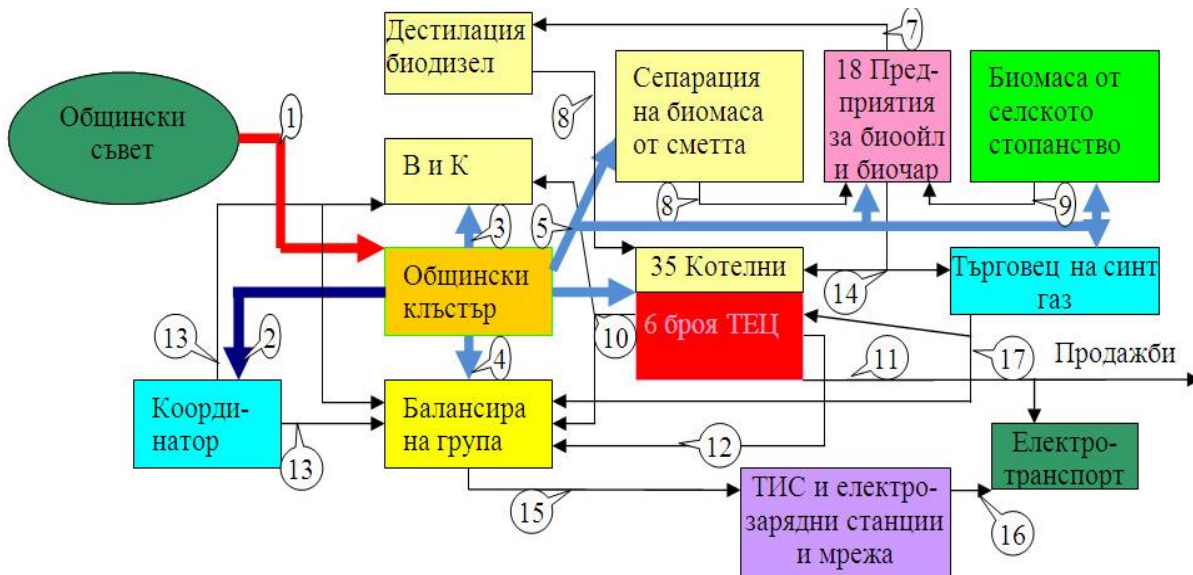 Дестилация
биодизел
7
Сепарация
на биомаса
от сметта
18 Пред-
приятия
за биоойл
и биочар
Биомаса от
селското
стопанство
Общински
съвет
1
8
В и К
8
9
3
5
Общински
клъстър
35 Котелни
14
Търговец на синт
газ
6 броя ТЕЦ
13
2
4
10
11
17
Продажби
Коорди-
натор
13
Балансира
на група
12
Електро-
транспорт
15
ТИС и електро-
зарядни станции
и мрежа
16